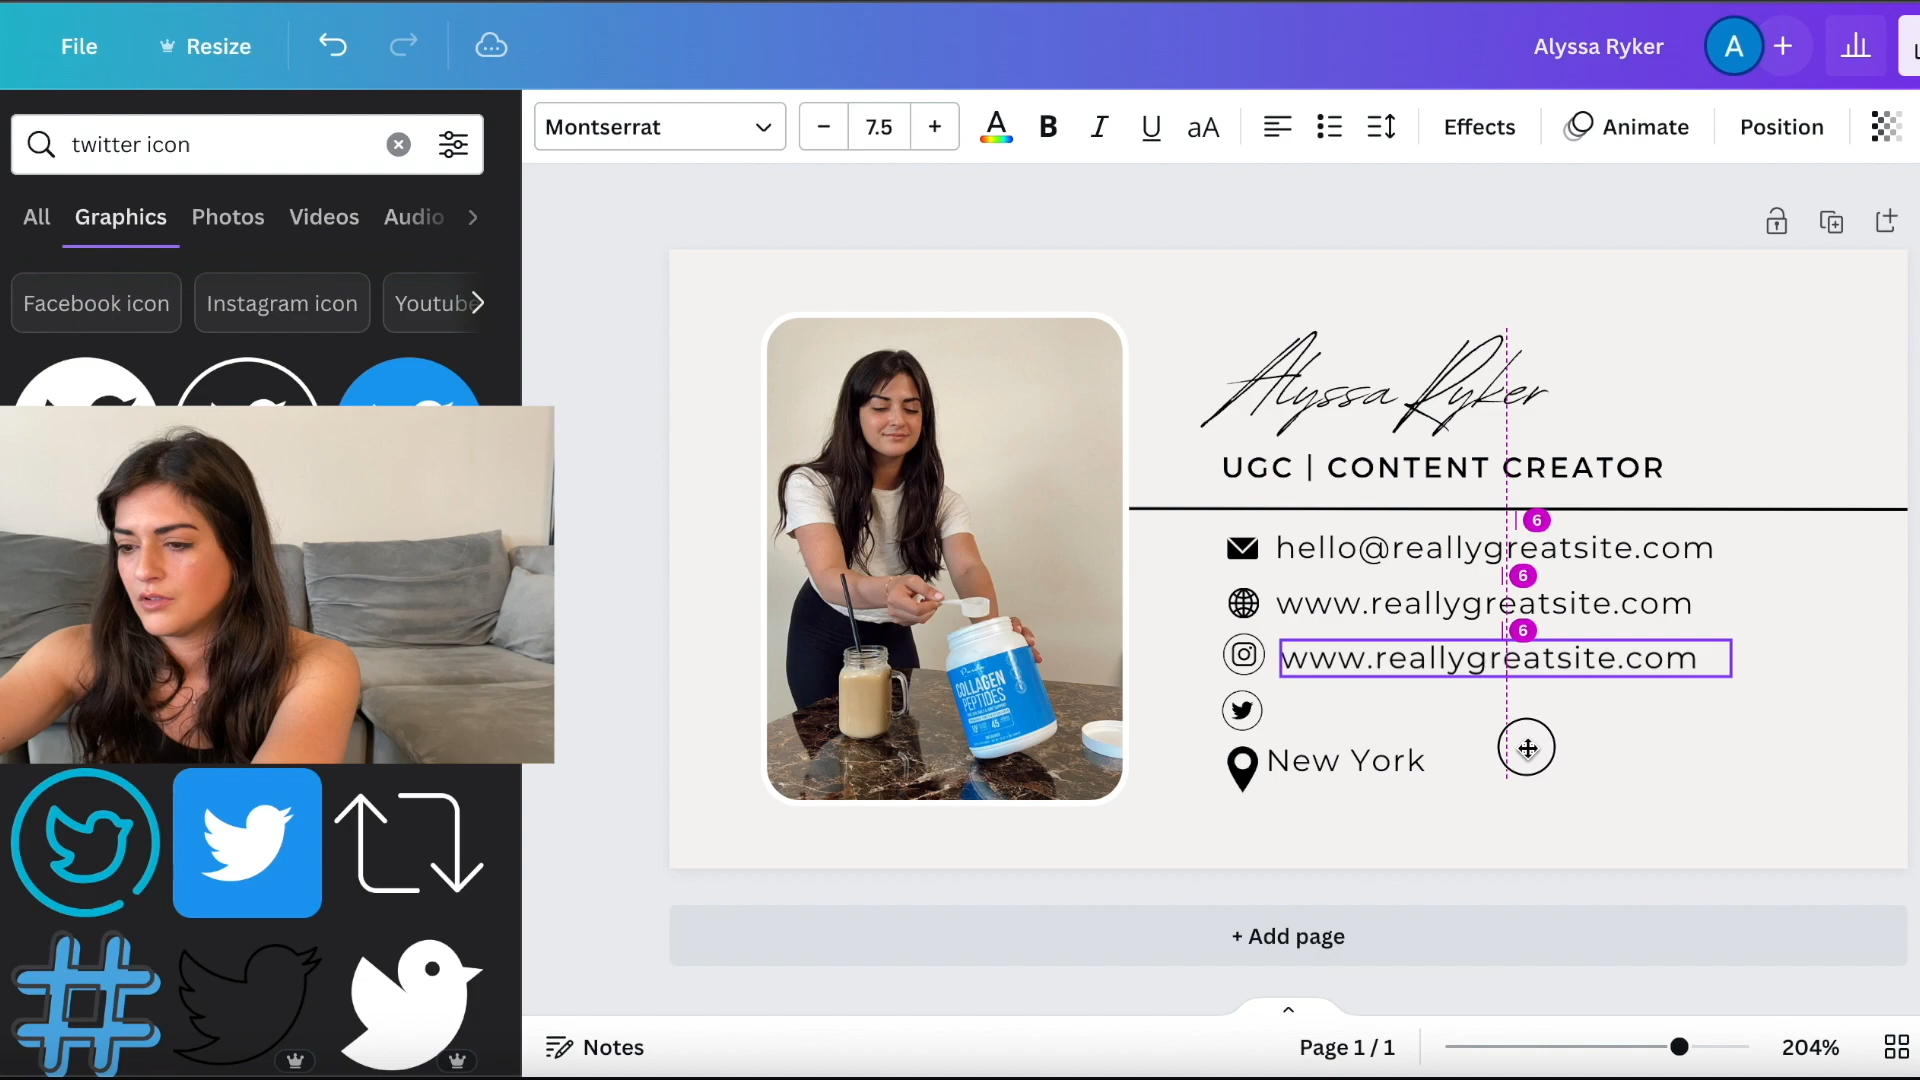 File
Resize
Alyssa Ryker
A
+
twitter icon
Montserrat
− 7.5 +
A B I U aA
Effects
Animate
Position
All Graphics Photos Videos Audio
Facebook icon
Instagram icon
Youtube
Alyssa Ryker
UGC | CONTENT CREATOR
6
hello@reallygreatsite.com
6
www.reallygreatsite.com
6
www.reallygreatsite.com
New York
COLLAGEN
PEPTIDES
+ Add page
Notes
Page 1 / 1
204%